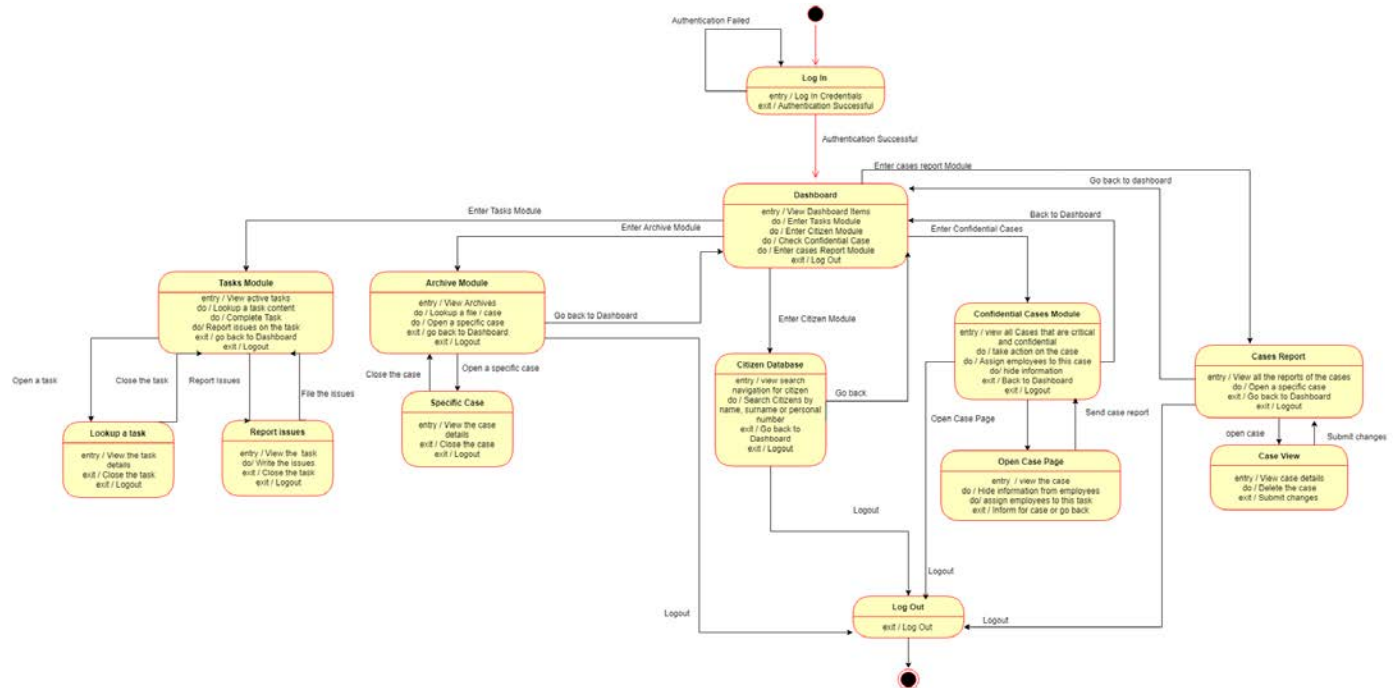 Authentication Failed
Log In
entry / Log In Credentials
exit / Authentication Successful
Authentication Successful
Enter cases report Module
Go back to dashboard
Dashboard
entry / View Dashboard Items
do / Enter Tasks Module
do / Enter Citizen Module
do / Check Confidential Case
do / Enter cases Report Module
exit / Log Out
Enter Tasks Module
Enter Archive Module
Back to Dashboard
Enter Confidential Cases
Tasks Module
entry / View active tasks
do / Lookup a task content
do / Complete Task
do/ Report issues on the task
exit / go back to Dashboard
exit / Logout
Archive Module
entry / View Archives
do / Lookup a file / case
do / Open a specific case
exit / go back to Dashboard
exit / Logout
Go back to Dashboard
Enter Citizen Module
Confidential Cases Module
entry / view all Cases that are critical
and confidential
do / take action on the case
do / Assign employees to this case
do/ hide information
exit / Back to Dashboard
exit / Logout
Cases Report
entry / View all the reports of the cases
do / Open a specific case
exit / Go back to Dashboard
exit / Logout
Citizen Database
entry / view search
navigation for citizen
do / Search Citizens by
name, surname or personal
number
exit / Go back to
Dashboard
exit / Logout
Go back
Open a task
Close the task
Report Issues
File the issues
Close the case
Open a specific case
Specific Case
entry / View the case
details
exit / Close the case
exit / Logout
Open Case Page
Send case report
open case
Submit changes
Lookup a task
entry / View the task
details
exit / Close the task
exit / Logout
Report issues
entry / View the task
do/ Write the issues
exit / Close the task
exit / Logout
Open Case Page
entry / view the case
do / Hide information from employees
do/ assign employees to this task
exit / Inform for case or go back
Case View
entry / View case details
do / Delete the case
exit / Submit changes
Logout
Logout
Logout
Logout
Log Out
exit / Log Out